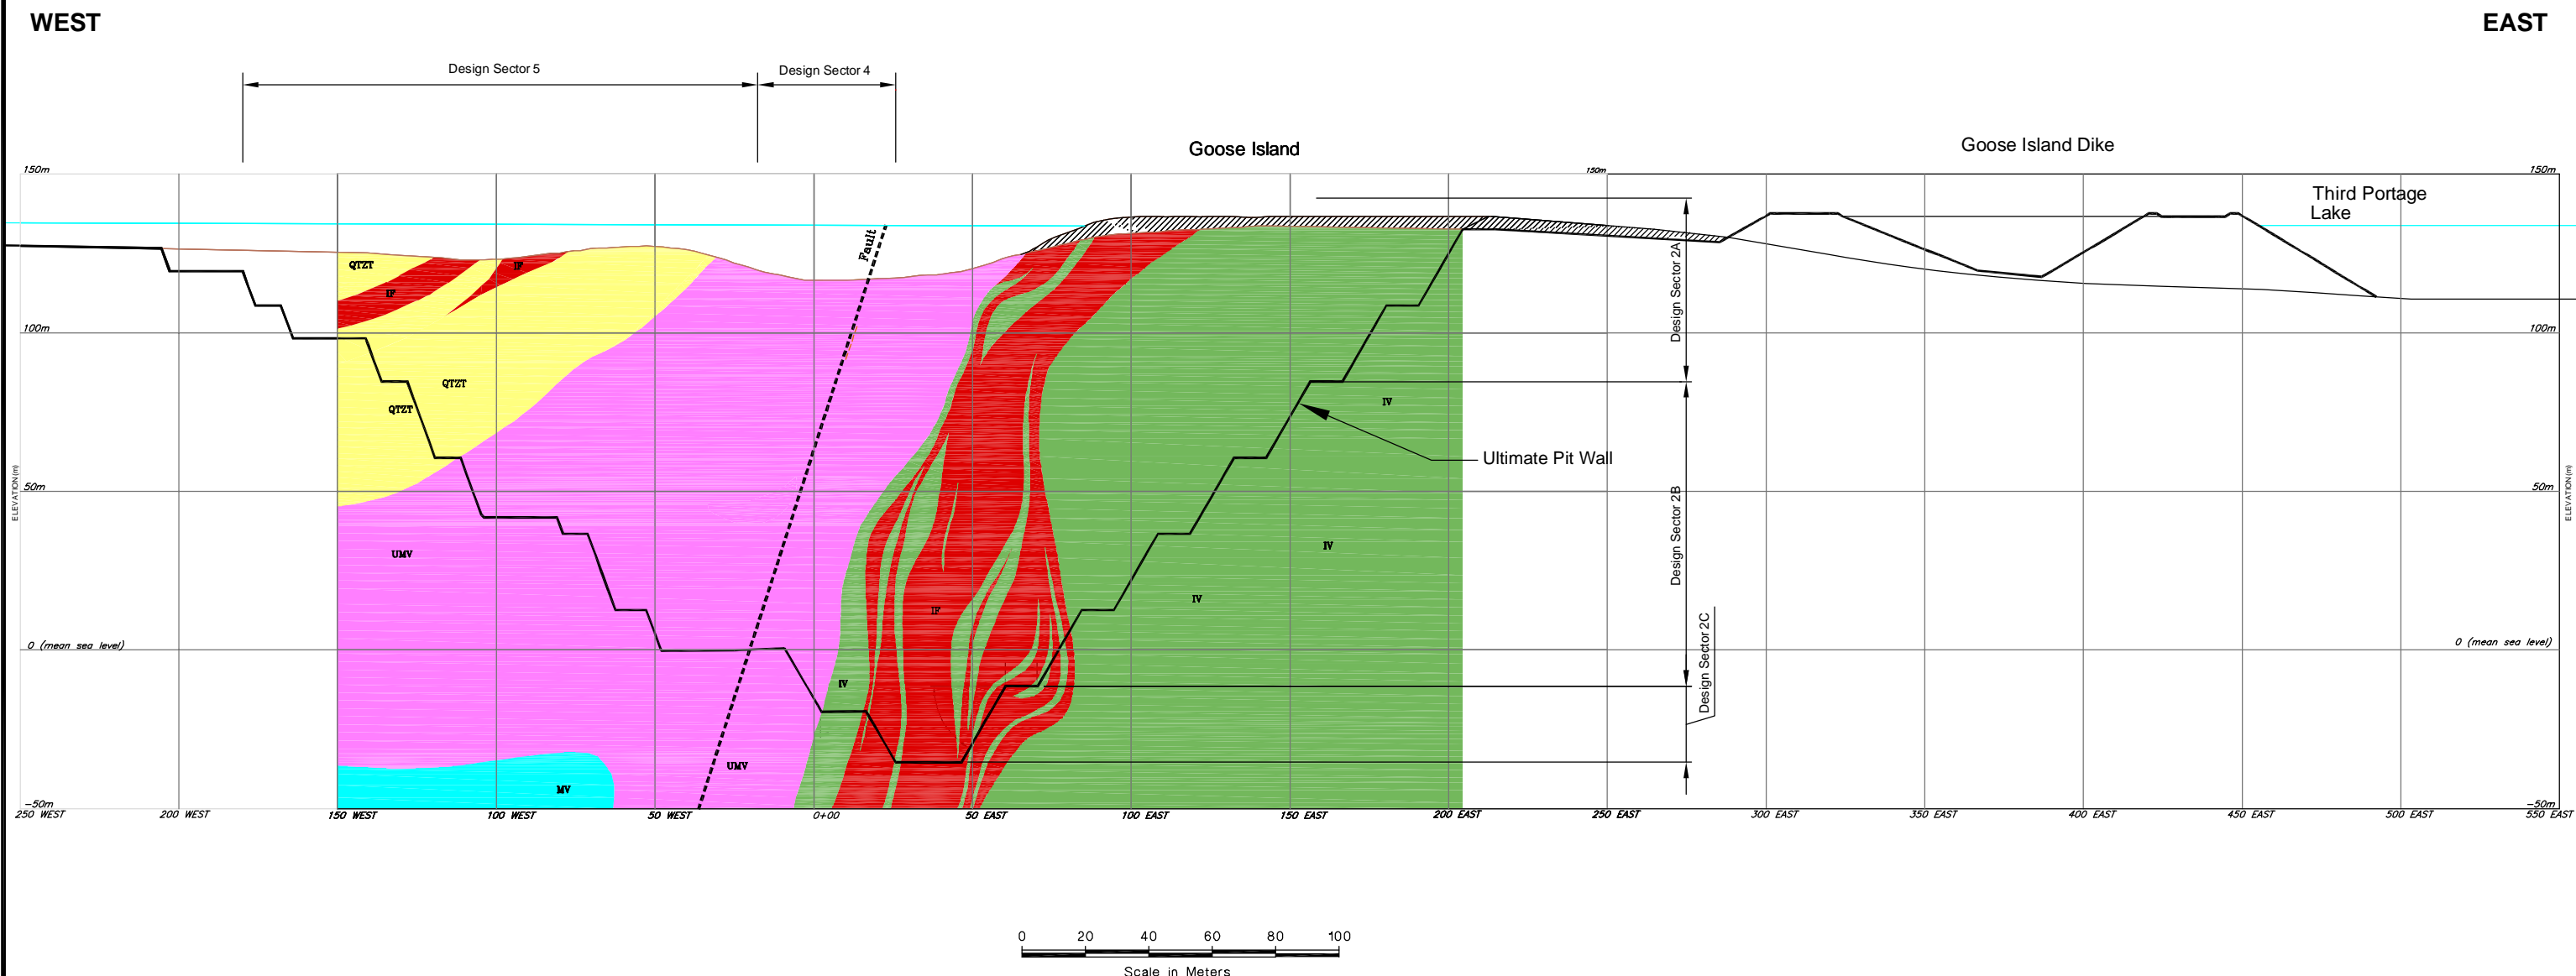 WEST
EAST
Design Sector 5
Design Sector 4
Goose Island
Goose Island Dike
150m
150m
150m
Third Portage
Lake
Fault
QTZT
IF
IF
Design Sector 2A
100m
100m
QTZT
QTZT
IV
Ultimate Pit Wall
ELEVATION(m)
ELEVATION(m)
50m
50m
Design Sector 2B
UMV
IV
IV
IF
Design Sector 2C
0 (mean sea level)
0 (mean sea level)
IV
UMV
MV
-50m
-50m
250 WEST
200 WEST
150 WEST
100 WEST
50 WEST
0+00
50 EAST
100 EAST
150 EAST
200 EAST
250 EAST
300 EAST
350 EAST
400 EAST
450 EAST
500 EAST
550 EAST
0 20 40 60 80 100
Scale in Meters